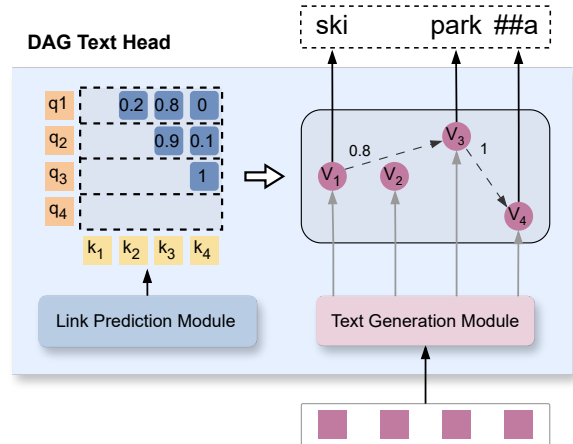 ski park ##a
DAG Text Head
q1 0.2 0.8 0
q2 0.9 0.1
q3 1
q4
k1 k2 k3 k4
0.8
1
V1
V2
V3
V4
Link Prediction Module
Text Generation Module